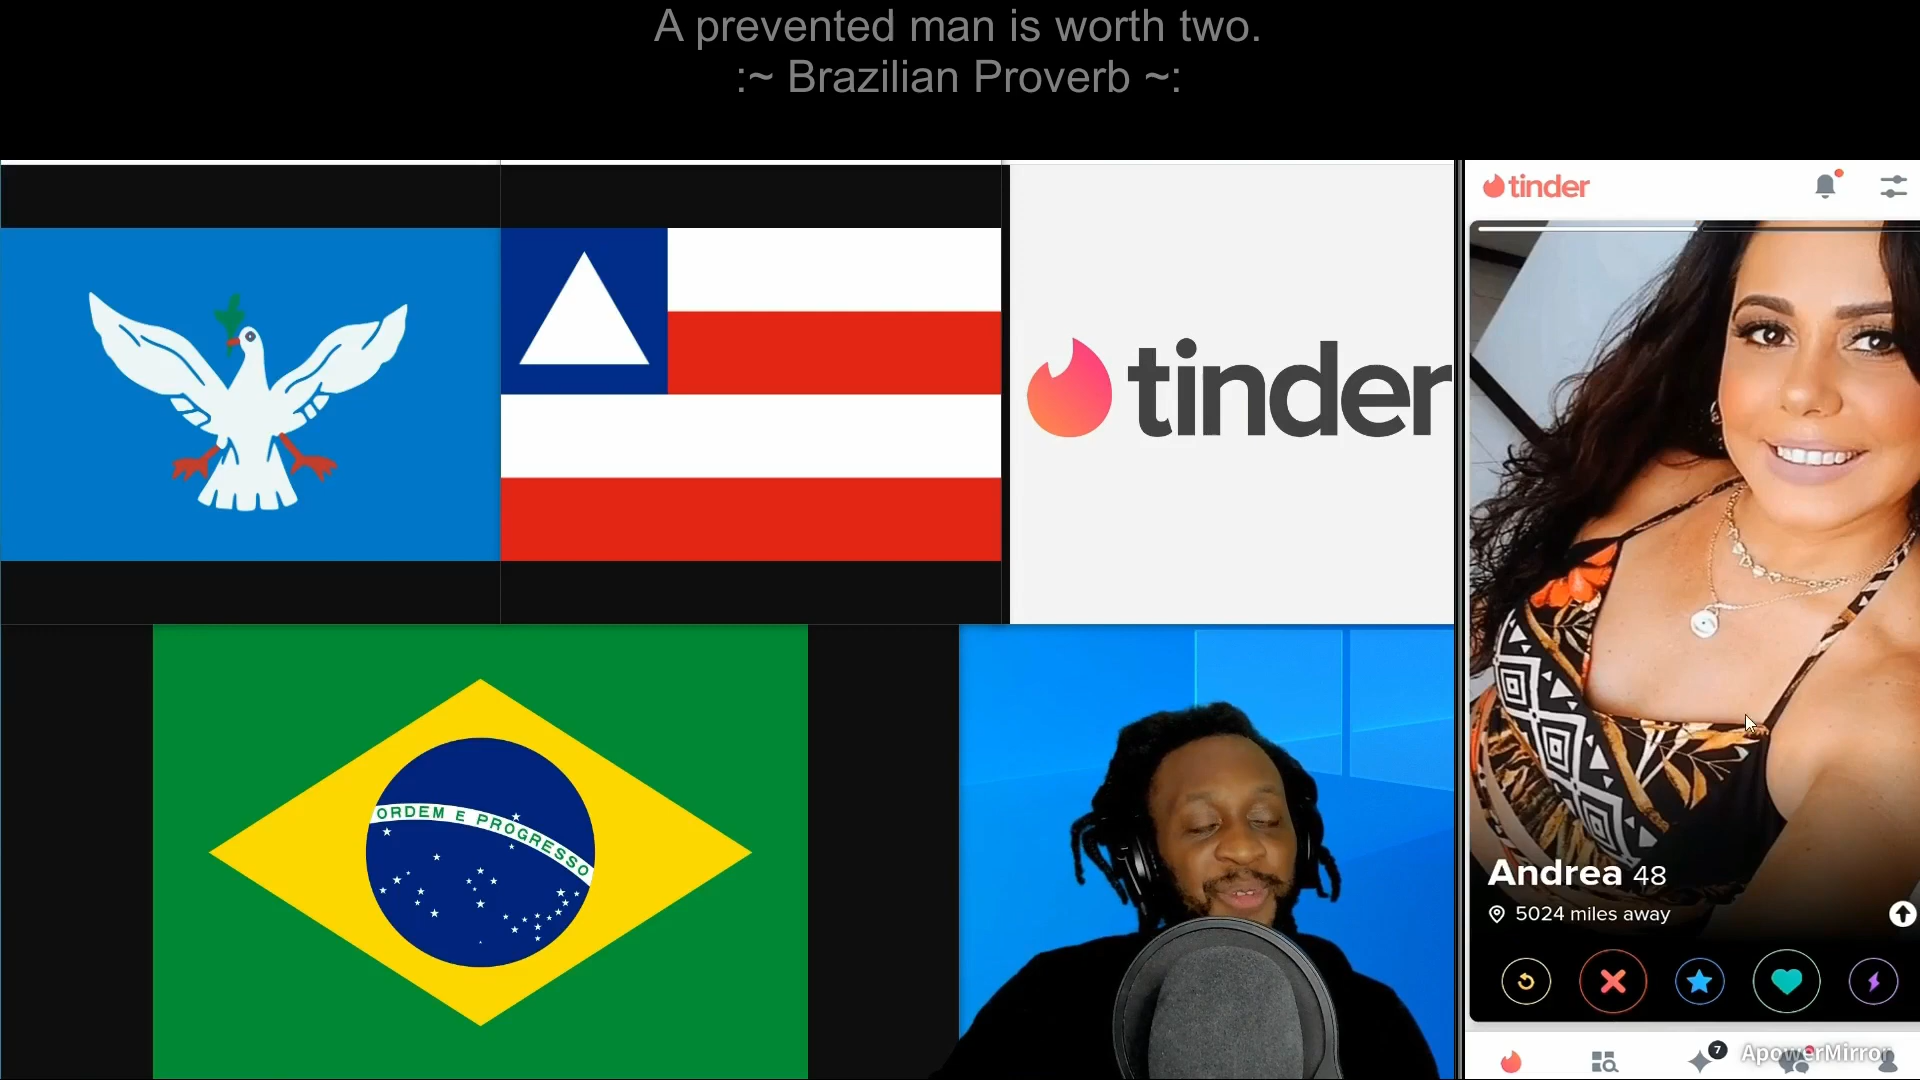 A prevented man is worth two.
:~ Brazilian Proverb ~:
tinder
tinder
ORDEM E PROGRESSO
Andrea 48
5024 miles away
7
ApowerMirror